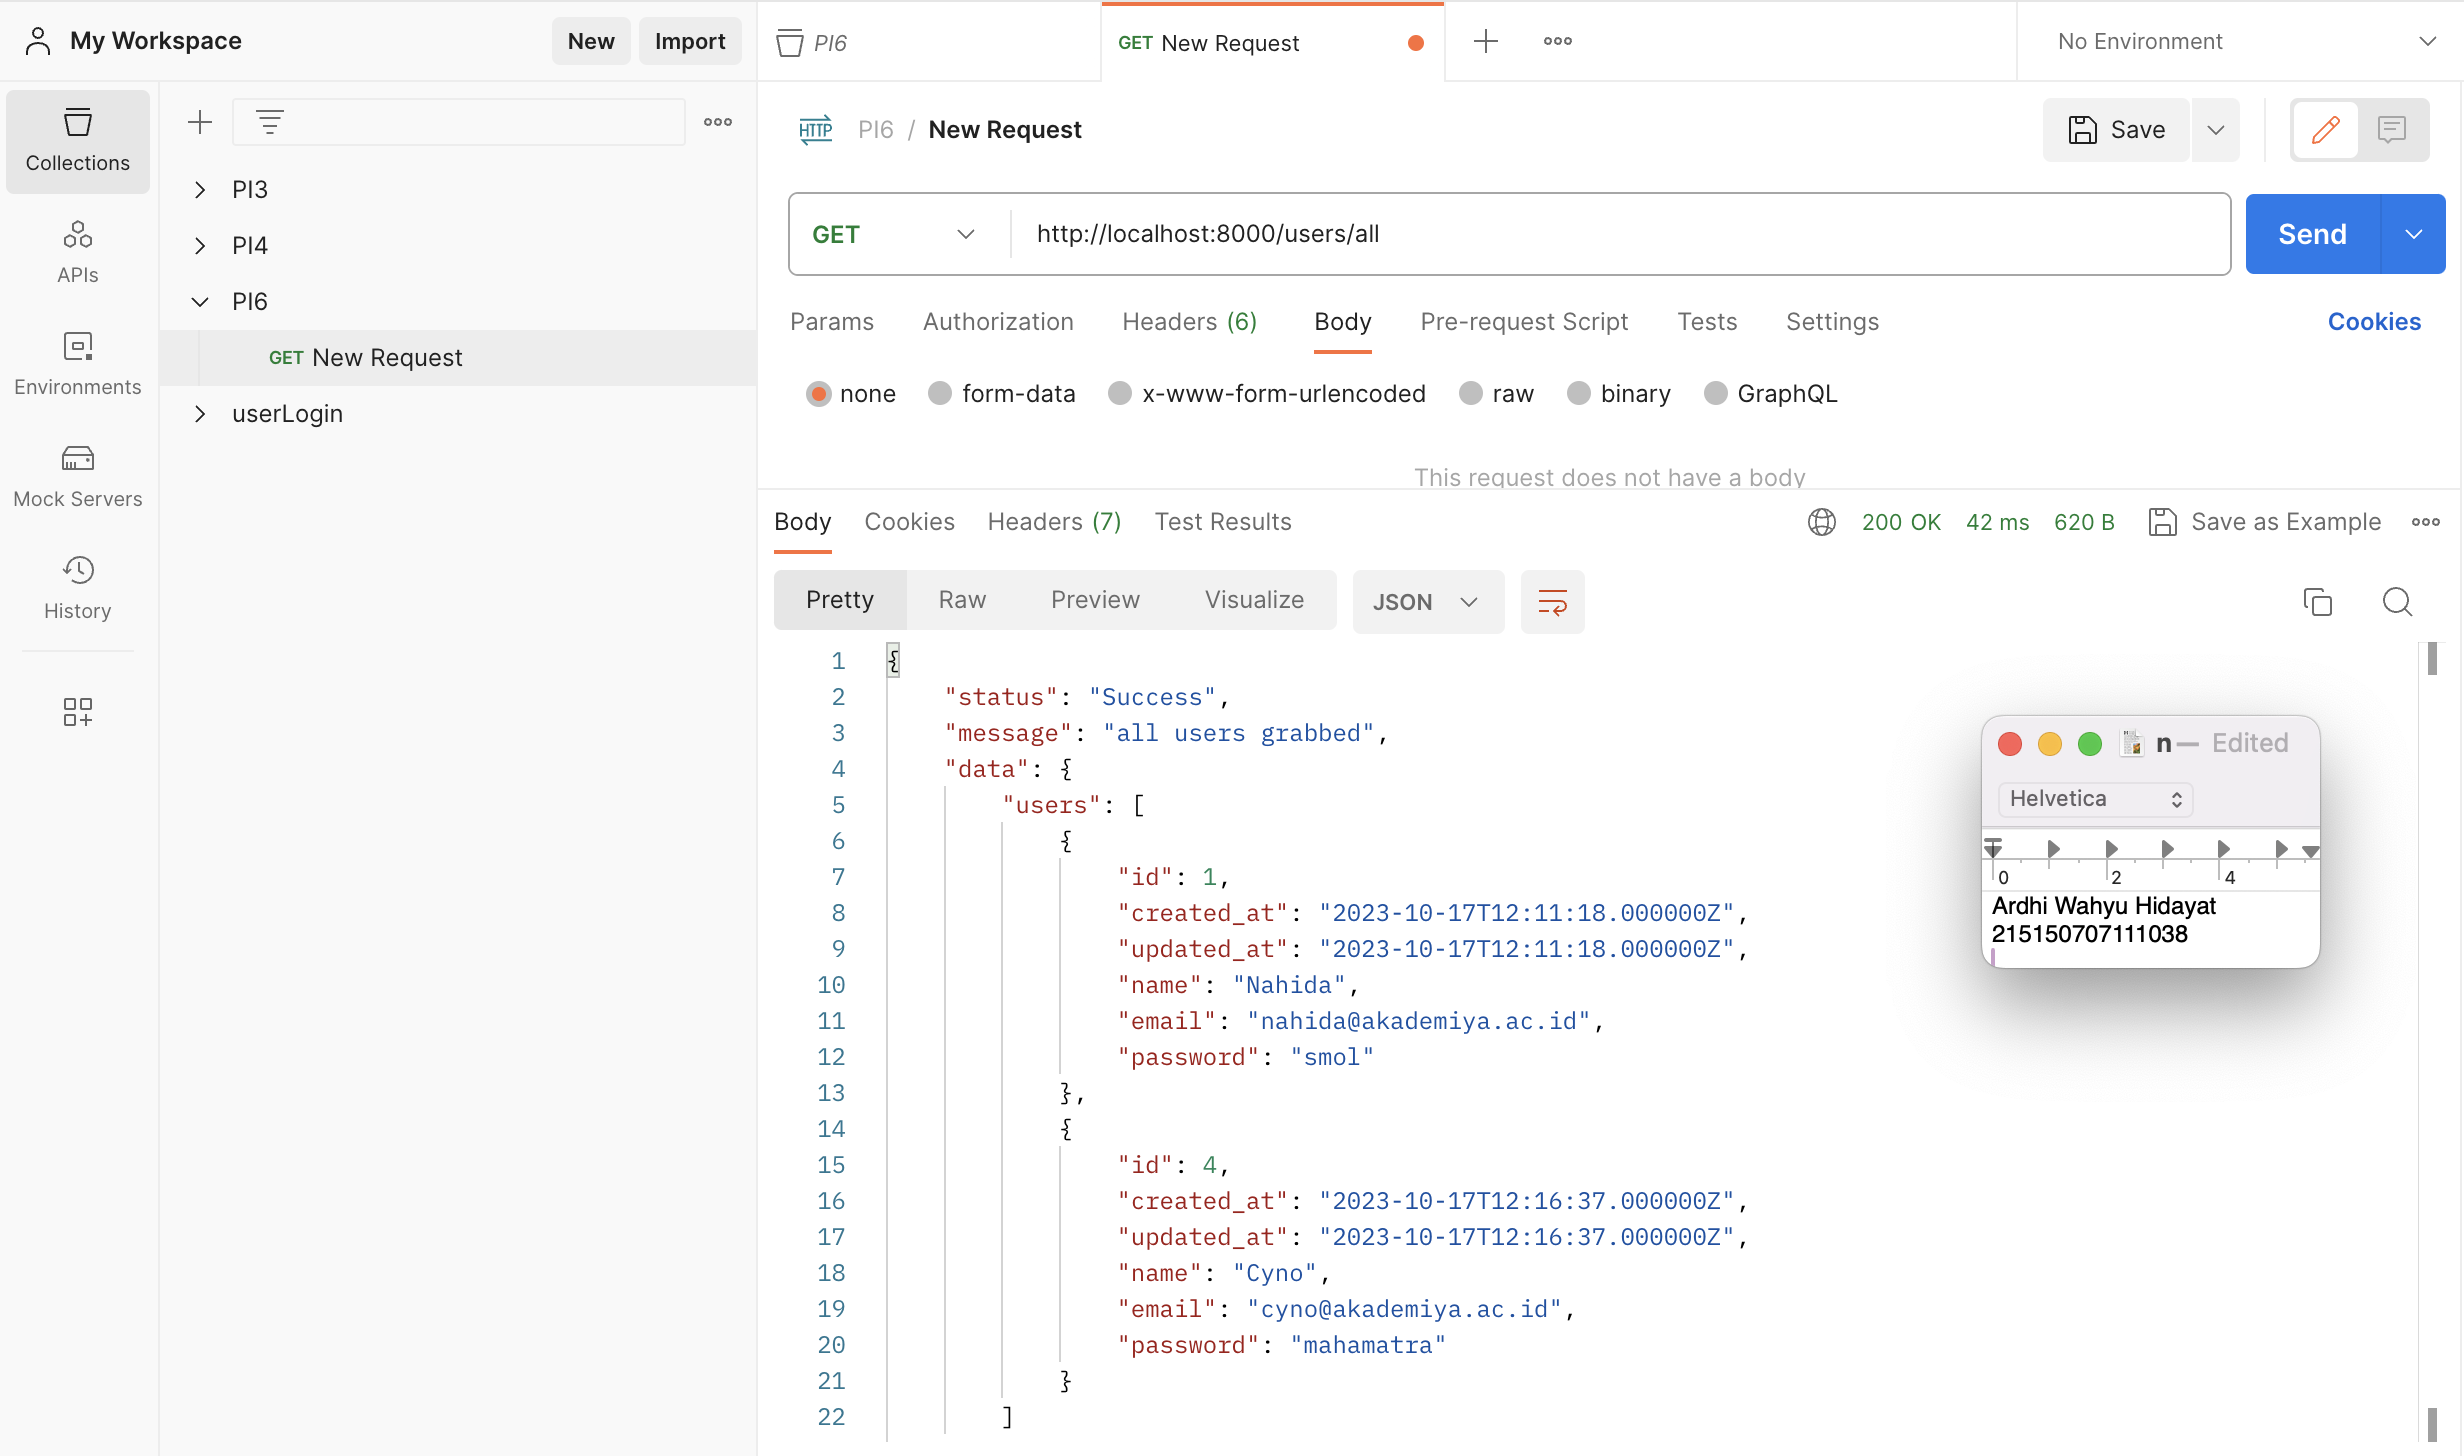 My Workspace
New
Import
PI6
GET New Request
No Environment
Collections
APIs
Environments
Mock Servers
History
PI3
PI4
PI6
GET New Request
userLogin
PI6 / New Request
Save
GET
http://localhost:8000/users/all
Send
Params Authorization Headers (6) Body Pre-request Script Tests Settings Cookies
none form-data x-www-form-urlencoded raw binary GraphQL
This request does not have a body
Body Cookies Headers (7) Test Results 200 OK 42 ms 620 B Save as Example
Pretty Raw Preview Visualize JSON
1 {
2 "status": "Success",
3 "message": "all users grabbed",
4 "data": {
5 "users": [
6 {
7 "id": 1,
8 "created_at": "2023-10-17T12:11:18.000000Z",
9 "updated_at": "2023-10-17T12:11:18.000000Z",
10 "name": "Nahida",
11 "email": "nahida@akademiya.ac.id",
12 "password": "smol"
13 },
14 {
15 "id": 4,
16 "created_at": "2023-10-17T12:16:37.000000Z",
17 "updated_at": "2023-10-17T12:16:37.000000Z",
18 "name": "Cyno",
19 "email": "cyno@akademiya.ac.id",
20 "password": "mahamatra"
21 }
22 ]
n — Edited
Helvetica
0 2 4
Ardhi Wahyu Hidayat
215150707111038